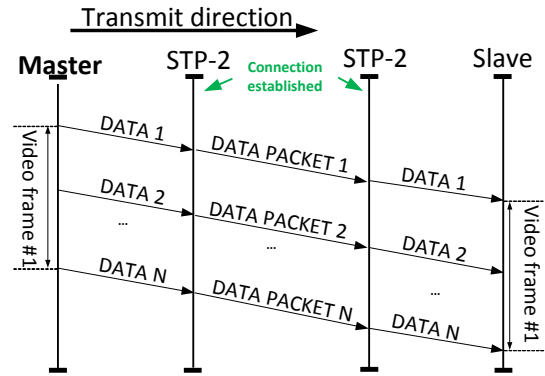 Transmit direction
Master
STP-2
Connection
established
STP-2
Slave
DATA 1
DATA PACKET 1
DATA 1
Video frame #1
DATA 2
...
DATA PACKET 2
...
DATA 2
...
DATA N
DATA PACKET N
DATA N
Video frame #1